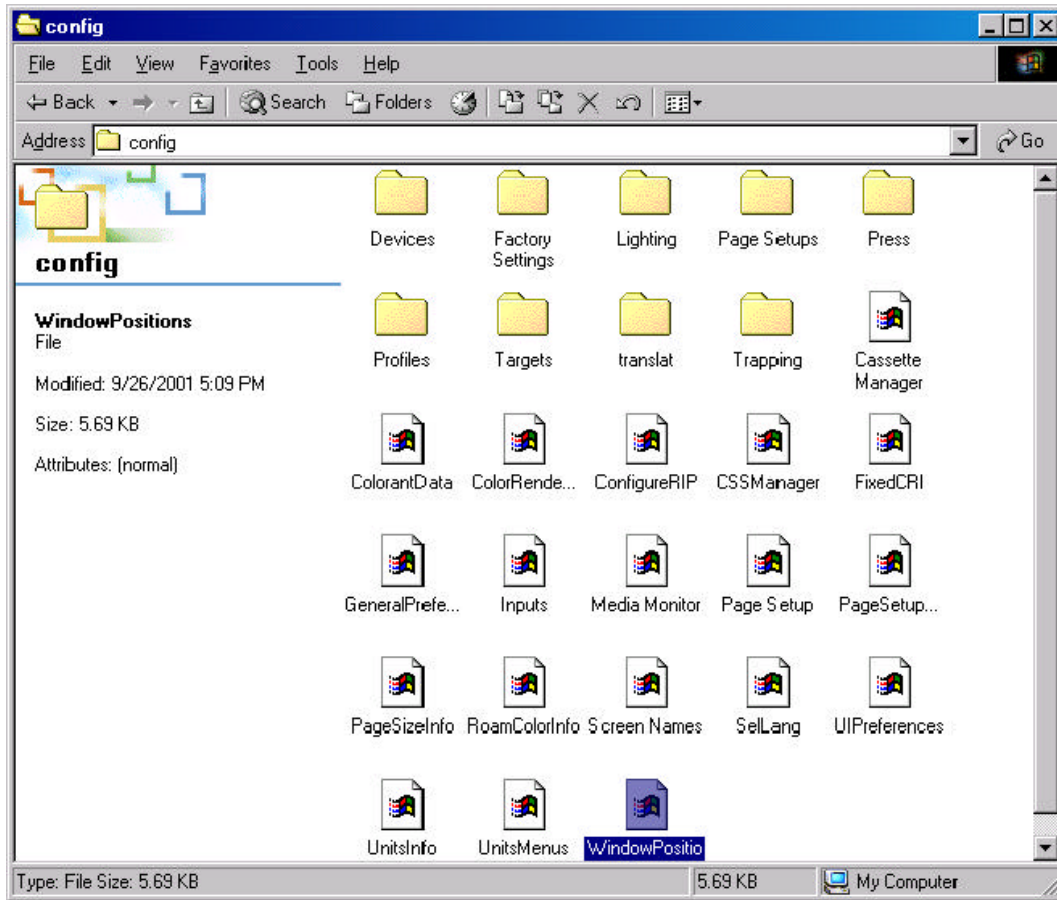 config
File Edit View Favorites Tools Help
Back Search Folders
Address config Go
config
WindowPositions
File
Modified: 9/26/2001 5:09 PM
Size: 5.69 KB
Attributes: (normal)
Devices
Factory Settings
Lighting
Page Setups
Press
Profiles
Targets
translat
Trapping
Cassette Manager
ColorantData
ColorRende...
ConfigureRIP
CSSManager
FixedCRI
GeneralPrefe...
Inputs
Media Monitor
Page Setup
PageSetup...
PageSizeInfo
RoamColorInfo
Screen Names
SelLang
UIPreferences
UnitsInfo
UnitsMenus
WindowPositio
Type: File Size: 5.69 KB 5.69 KB My Computer